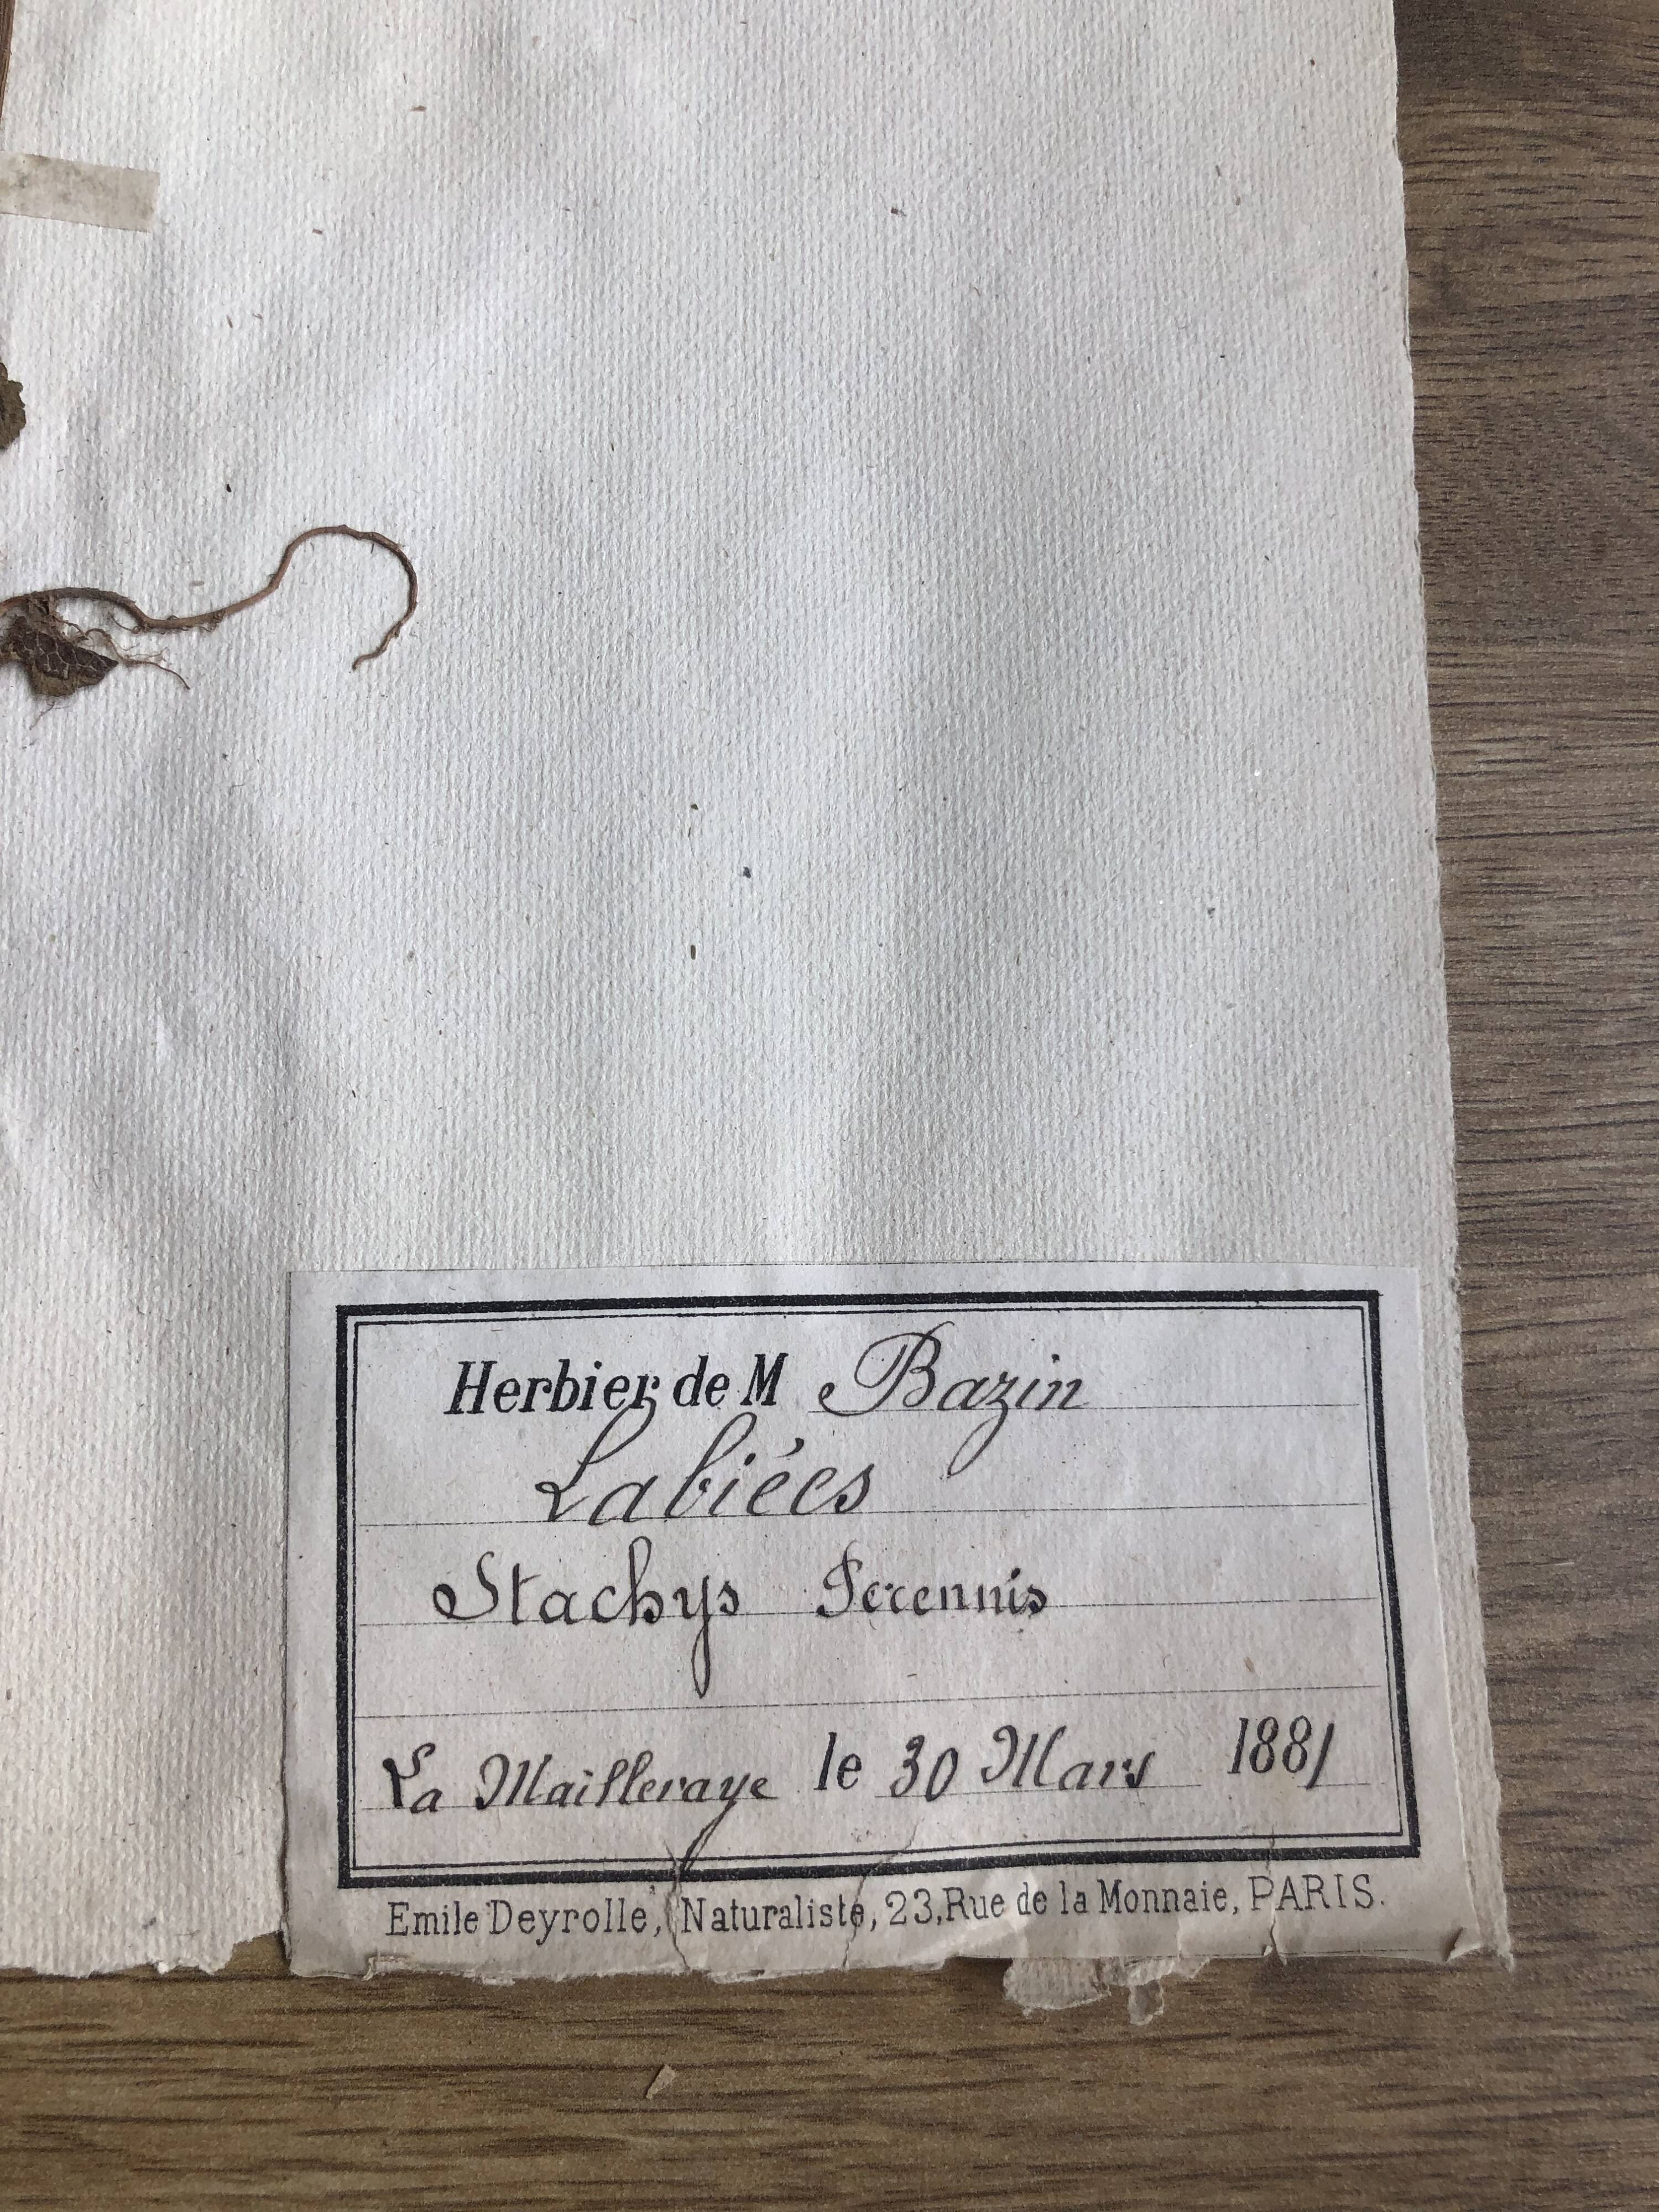 Herbier de M Bazin
Labiées
Stachys Perennis
La Mailleraye le 30 Mars 1881
Emile Deyrolle, Naturaliste, 23, Rue de la Monnaie, PARIS.